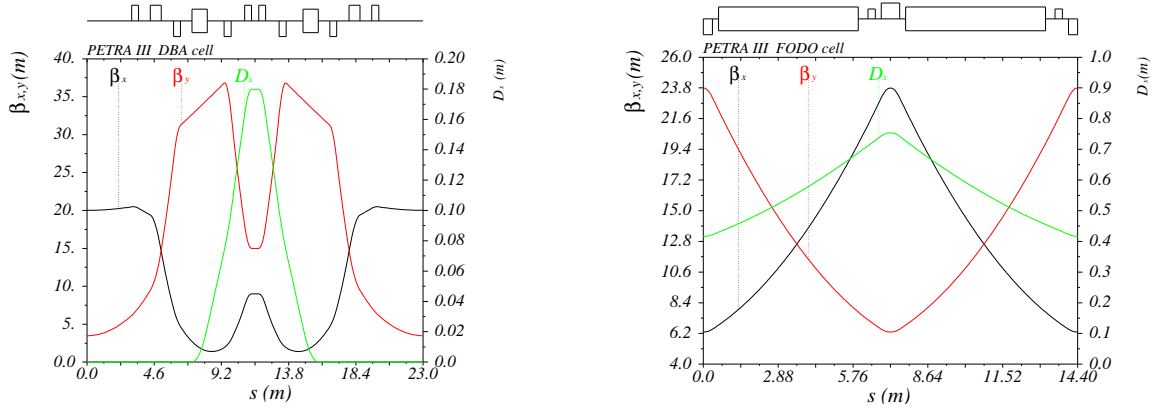 PETRA III DBA cell
β x,y (m)
40.
35.
30.
25.
20.
15.
10.
5.
0.0
βx
βy
Dx
0.20
0.18
0.16
0.14
0.12
0.10
0.08
0.06
0.04
0.02
0.0
Dx (m)
0.0 4.6 9.2 13.8 18.4 23.0
s (m)
PETRA III FODO cell
β x,y (m)
26.0
23.8
21.6
19.4
17.2
15.0
12.8
10.6
8.4
6.2
4.0
βx
βy
Dx
1.0
0.9
0.8
0.7
0.6
0.5
0.4
0.3
0.2
0.1
0.0
Dx (m)
0.0 2.88 5.76 8.64 11.52 14.40
s (m)